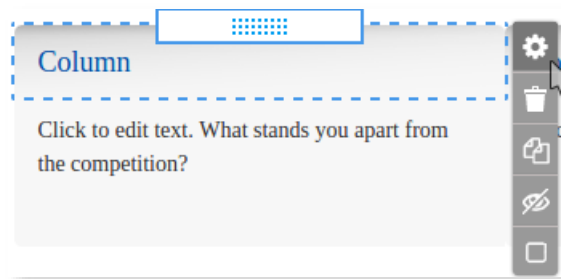 Column
Click to edit text. What stands you apart from
the competition?